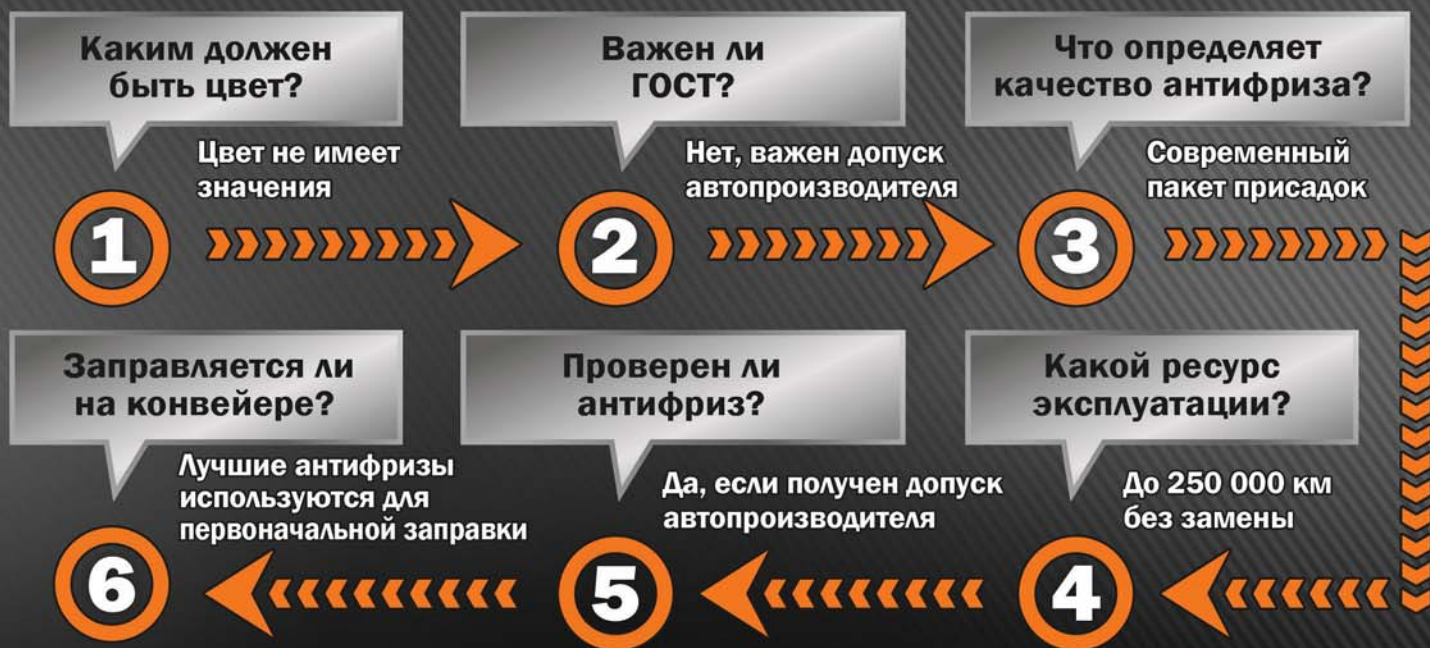 Каким должен
быть цвет?
Цвет не имеет
значения
1
Важен ли
ГОСТ?
Нет, важен допуск
автопроизводителя
2
Что определяет
качество антифриза?
Современный
пакет присадок
3
Какой ресурс
эксплуатации?
До 250 000 км
без замены
4
Проверен ли
антифриз?
Да, если получен допуск
автопроизводителя
5
Заправляется ли
на конвейере?
Лучшие антифризы
используются для
первоначальной заправки
6